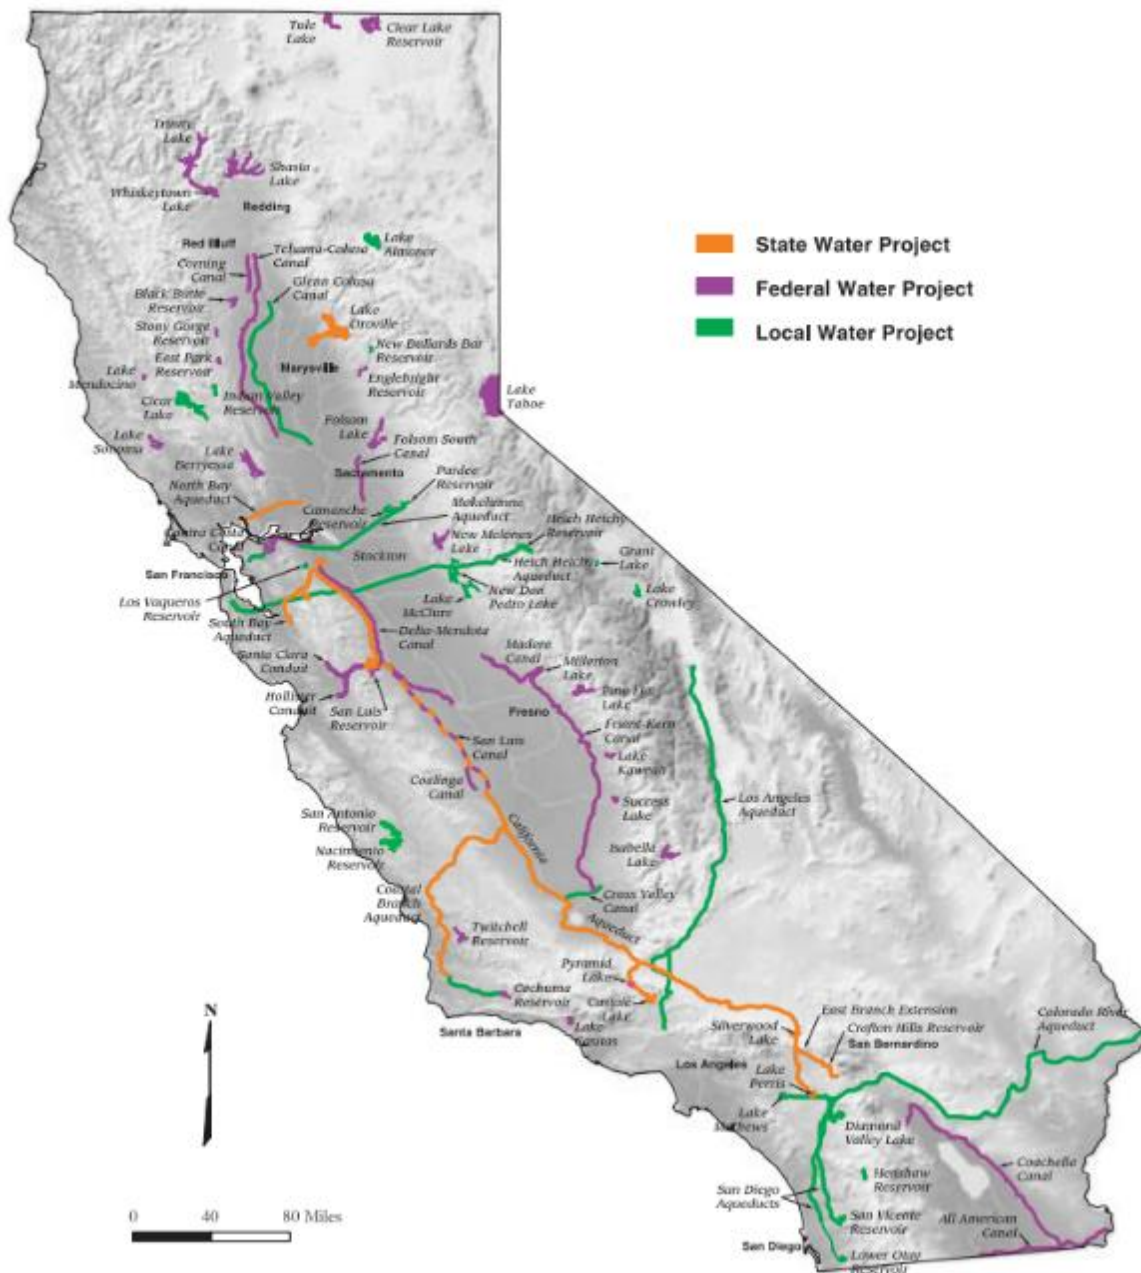 Tule
Lake
Clear Lake
Reservoir
Trinity
Lake
Shasta
Lake
Whiskeytown
Lake
Redding
Red Bluff
Tehama-Colusa
Canal
Corning
Canal
Lake
Almanor
Glenn Colusa
Canal
Black Butte
Reservoir
Lake
Oroville
Stony Gorge
Reservoir
New Bullards Bar
Reservoir
East Park
Reservoir
Marysville
Englebright
Reservoir
Lake
Mendocino
Clear
Lake
Indian Valley
Reservoir
Lake
Tahoe
Folsom
Lake
Folsom South
Canal
Lake
Sonoma
Lake
Berryessa
Sacramento
Pardee
Reservoir
North Bay
Aqueduct
Camanche
Reservoir
Mokelumne
Aqueduct
Hetch Hetchy
Reservoir
Contra Costa
Canal
New Melones
Lake
Stockton
Hetch Hetchy
Aqueduct
Grant
Lake
San Francisco
New Don
Pedro Lake
Lake
Crowley
Los Vaqueros
Reservoir
Lake
McClure
South Bay
Aqueduct
Delta-Mendota
Canal
Santa Clara
Conduit
Madera
Canal
Millerton
Lake
Hollister
Conduit
San Luis
Reservoir
Pine Flat
Lake
Fresno
Friant-Kern
Canal
San Luis
Canal
Lake
Kaweah
Coalinga
Canal
Success
Lake
Los Angeles
Aqueduct
San Antonio
Reservoir
Nacimiento
Reservoir
California
Aqueduct
Isabella
Lake
Coastal
Branch
Aqueduct
Cross Valley
Canal
Twitchell
Reservoir
Pyramid
Lake
Cachuma
Reservoir
Castaic
Lake
Santa Barbara
Lake
Casitas
East Branch Extension
Crafton Hills Reservoir
San Bernardino
Silverwood
Lake
Colorado River
Aqueduct
Los Angeles
Lake
Perris
Lake
Mathews
Diamond
Valley Lake
Coachella
Canal
Henshaw
Reservoir
San Diego
Aqueducts
San Vicente
Reservoir
All American
Canal
San Diego
Lower Otay
Reservoir
State Water Project
Federal Water Project
Local Water Project
N
0 40 80 Miles